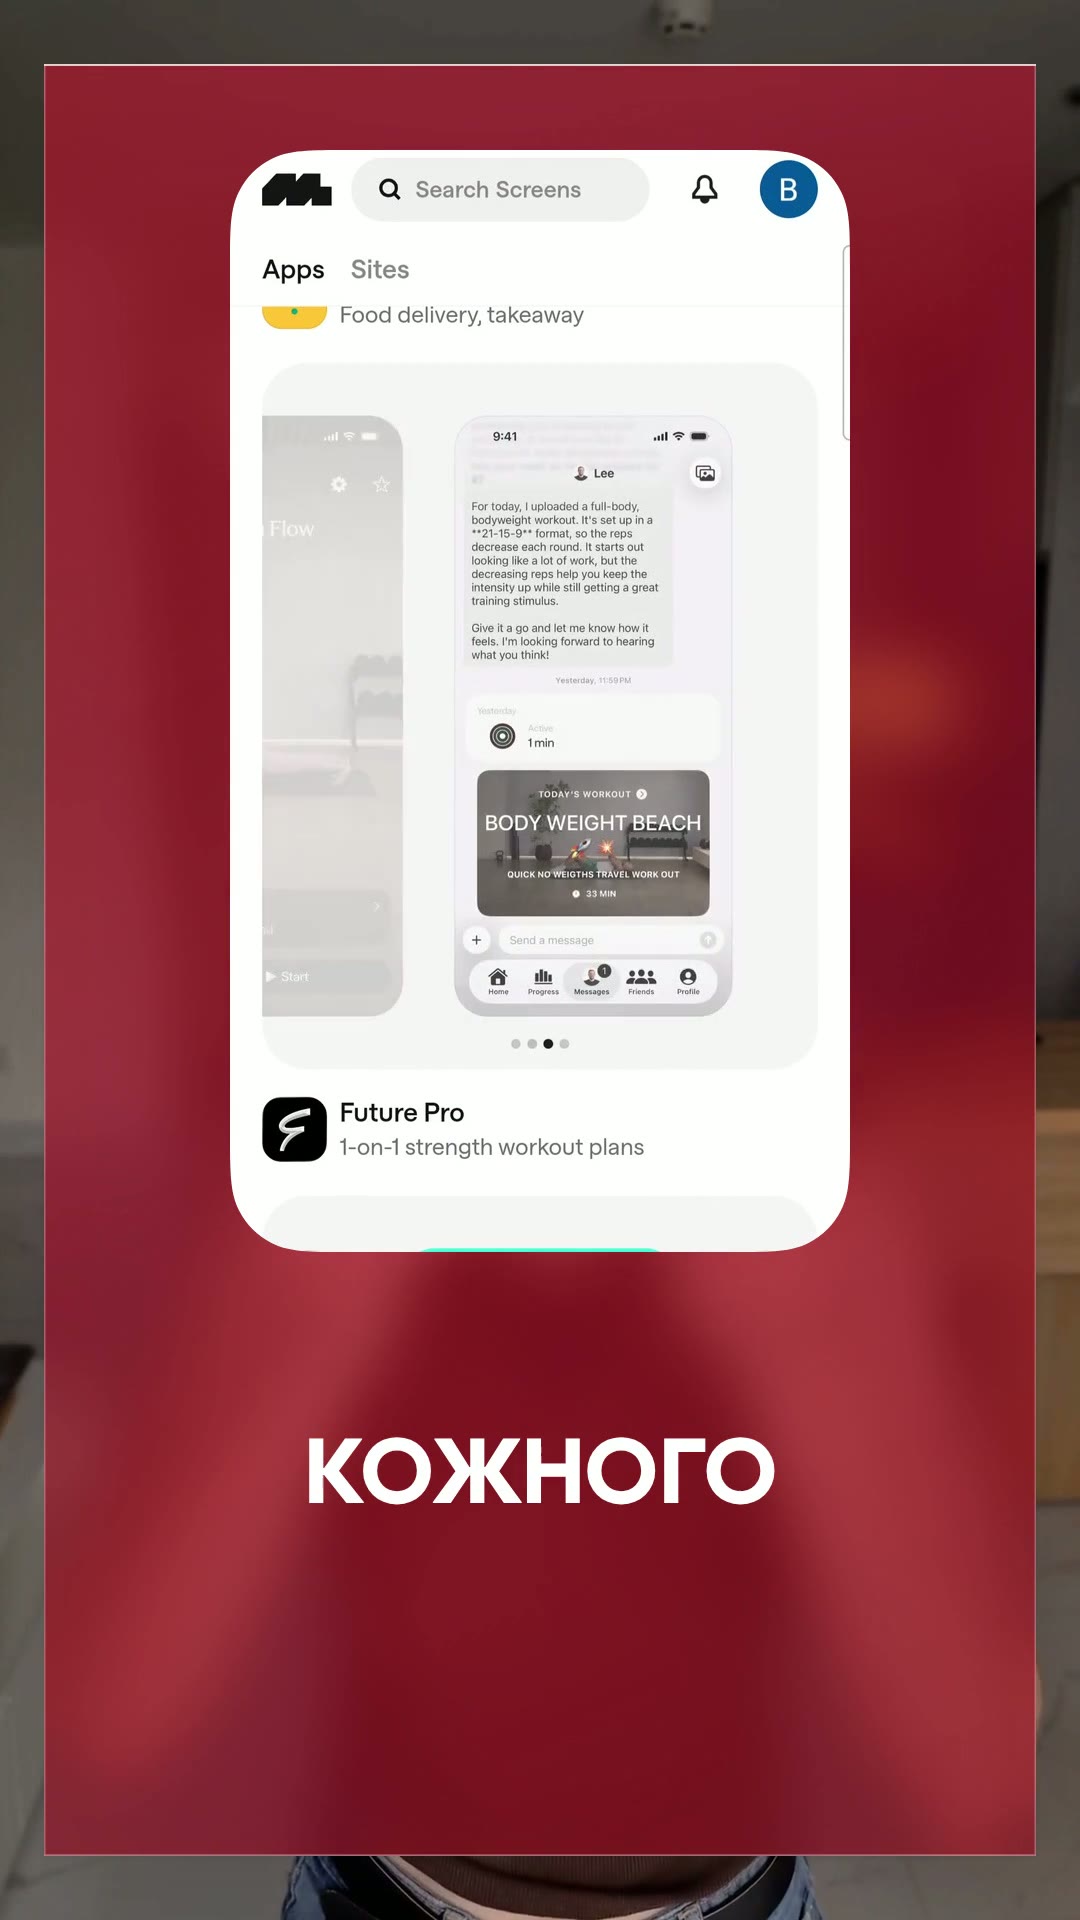 Search Screens
B
Apps Sites
Food delivery, takeaway
Flow
9:41
Lee
For today, I uploaded a full-body,
bodyweight workout. It's set up in a
**21-15-9** format, so the reps
decrease each round. It starts out
looking like a lot of work, but the
decreasing reps help you keep the
intensity up while still getting a great
training stimulus.
Give it a go and let me know how it
feels. I'm looking forward to hearing
what you think!
Yesterday, 11:59 PM
Yesterday
Active
1 min
TODAY'S WORKOUT
BODY WEIGHT BEACH
QUICK NO WEIGTHS TRAVEL WORK OUT
33 MIN
Start
Send a message
1
Home Progress Messages Friends Profile
Future Pro
1-on-1 strength workout plans
КОЖНОГО